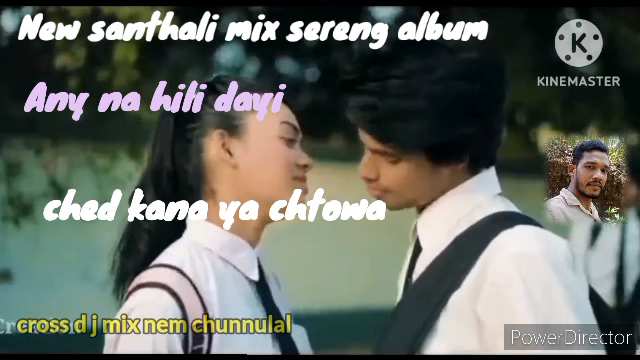 New santhali mix sereng album
KINEMASTER
Any na hili dayi
ched kana ya chtowa
cross d j mix nem chunnulal
PowerDirector